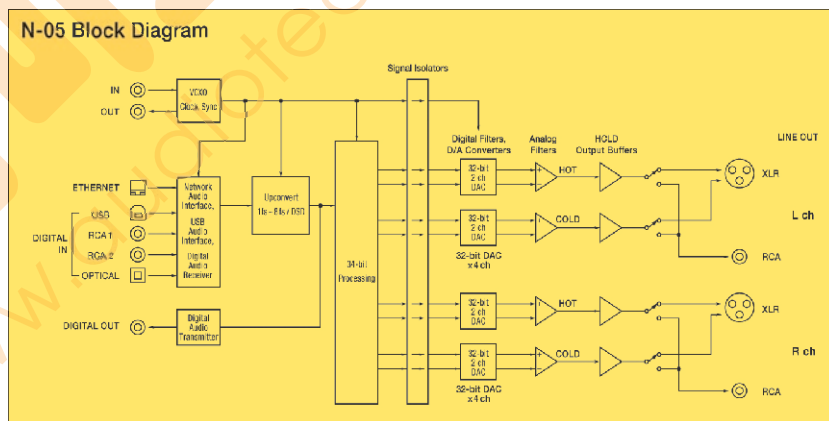 N-05 Block Diagram
Signal Isolators
IN
OUT
VCXO
Clock Sync
Digital Filters,
D/A Converters
Analog
Filters
HCLD
Output Buffers
LINE OUT
ETHERNET
USB
RCA 1
RCA 2
OPTICAL
DIGITAL
IN
Network
Audio
Interface,
USB
Audio
Interface,
Digital
Audio
Receiver
Upconvert
1fs - 8fs / DSD
34-bit
Processing
DIGITAL OUT
Digital
Audio
Transmitter
32-bit
2 ch
DAC
HOT
XLR
32-bit
2 ch
DAC
COLD
L ch
32-bit DAC
x4 ch
RCA
32-bit
2 ch
DAC
HOT
XLR
32-bit
2 ch
DAC
COLD
R ch
32-bit DAC
x4 ch
RCA